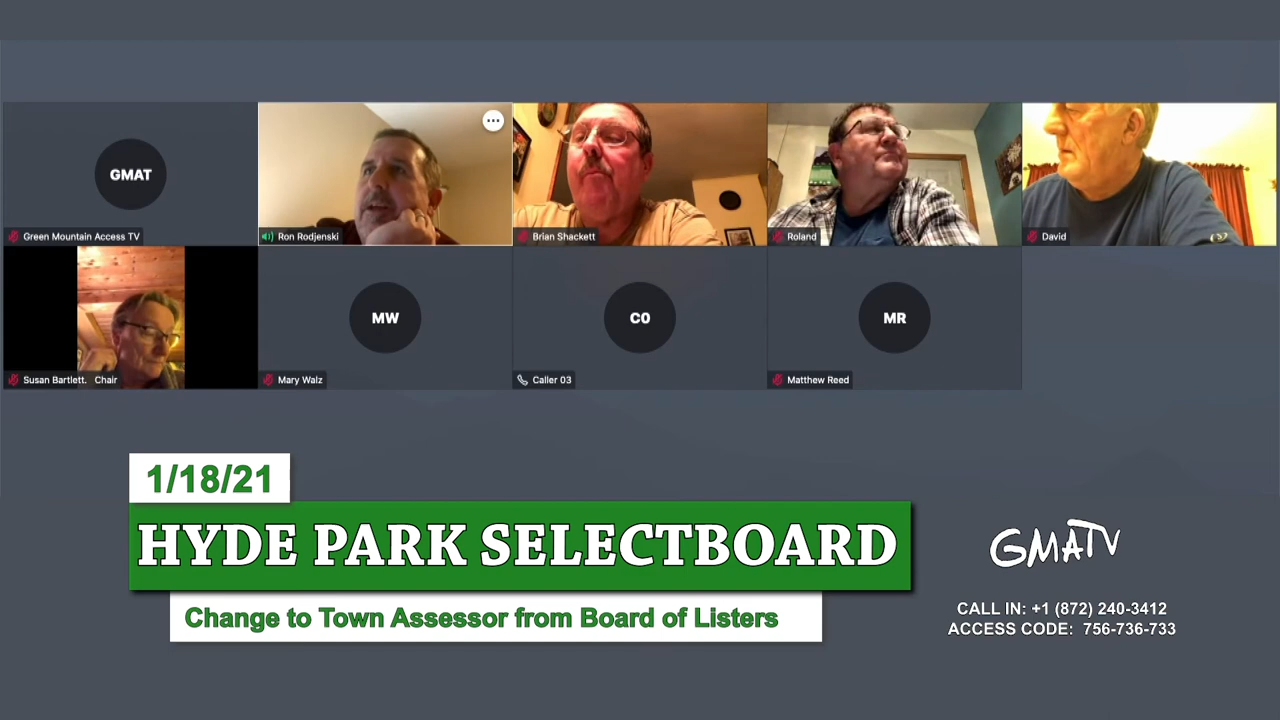 GMAT
Green Mountain Access TV
Ron Rodjenski
Brian Shackett
Roland
David
Susan Bartlett. Chair
MW
Mary Walz
C0
Caller 03
MR
Matthew Reed
1/18/21
HYDE PARK SELECTBOARD
Change to Town Assessor from Board of Listers
GMATV
CALL IN: +1 (872) 240-3412
ACCESS CODE: 756-736-733